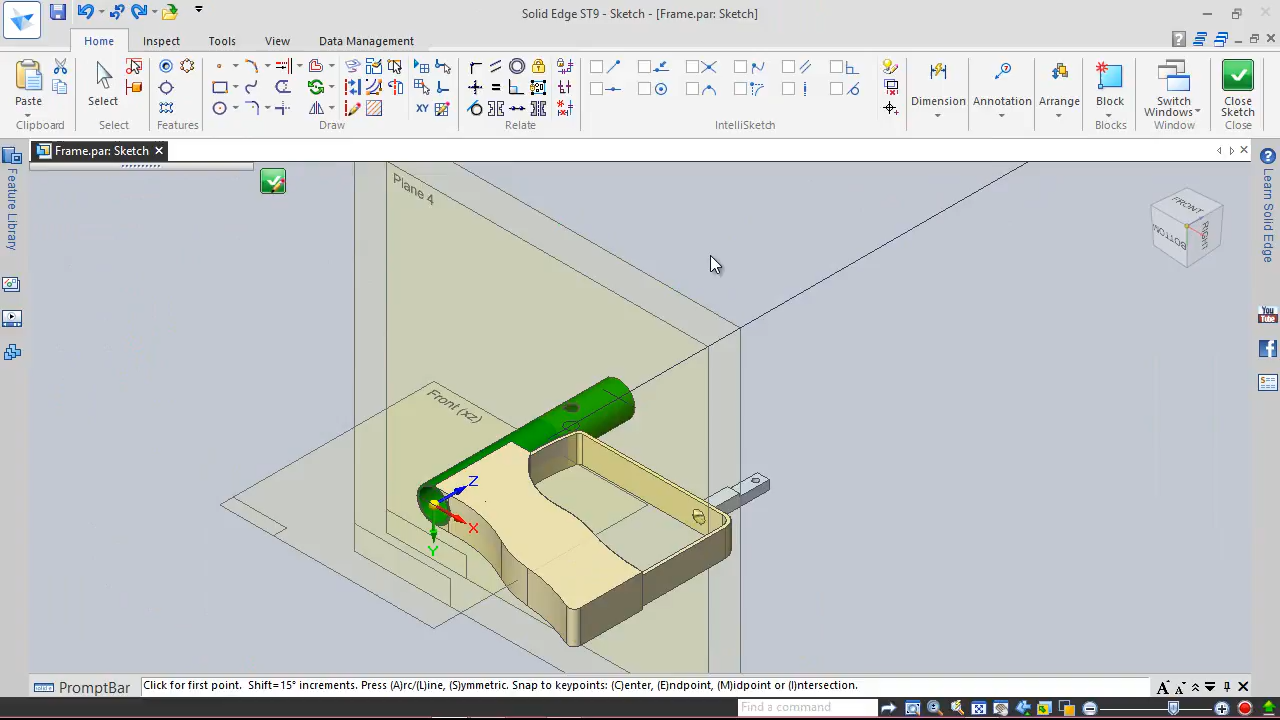 Solid Edge ST9 - Sketch - [Frame.par: Sketch]
Home
Inspect
Tools
View
Data Management
Paste
Select
Dimension
Annotation
Arrange
Block
Switch
Windows
Close
Sketch
Clipboard
Select
Features
Draw
Relate
IntelliSketch
Blocks
Window
Close
Frame.par: Sketch
Feature Library
Learn Solid Edge
Plane 4
Front (xz)
FRONT
BOTTOM
RIGHT
Z
X
Y
You
Tube
PromptBar
Click for first point. Shift=15° increments. Press (A)rc/(L)ine, (S)ymmetric. Snap to keypoints: (C)enter, (E)ndpoint, (M)idpoint or (I)ntersection.
Find a command